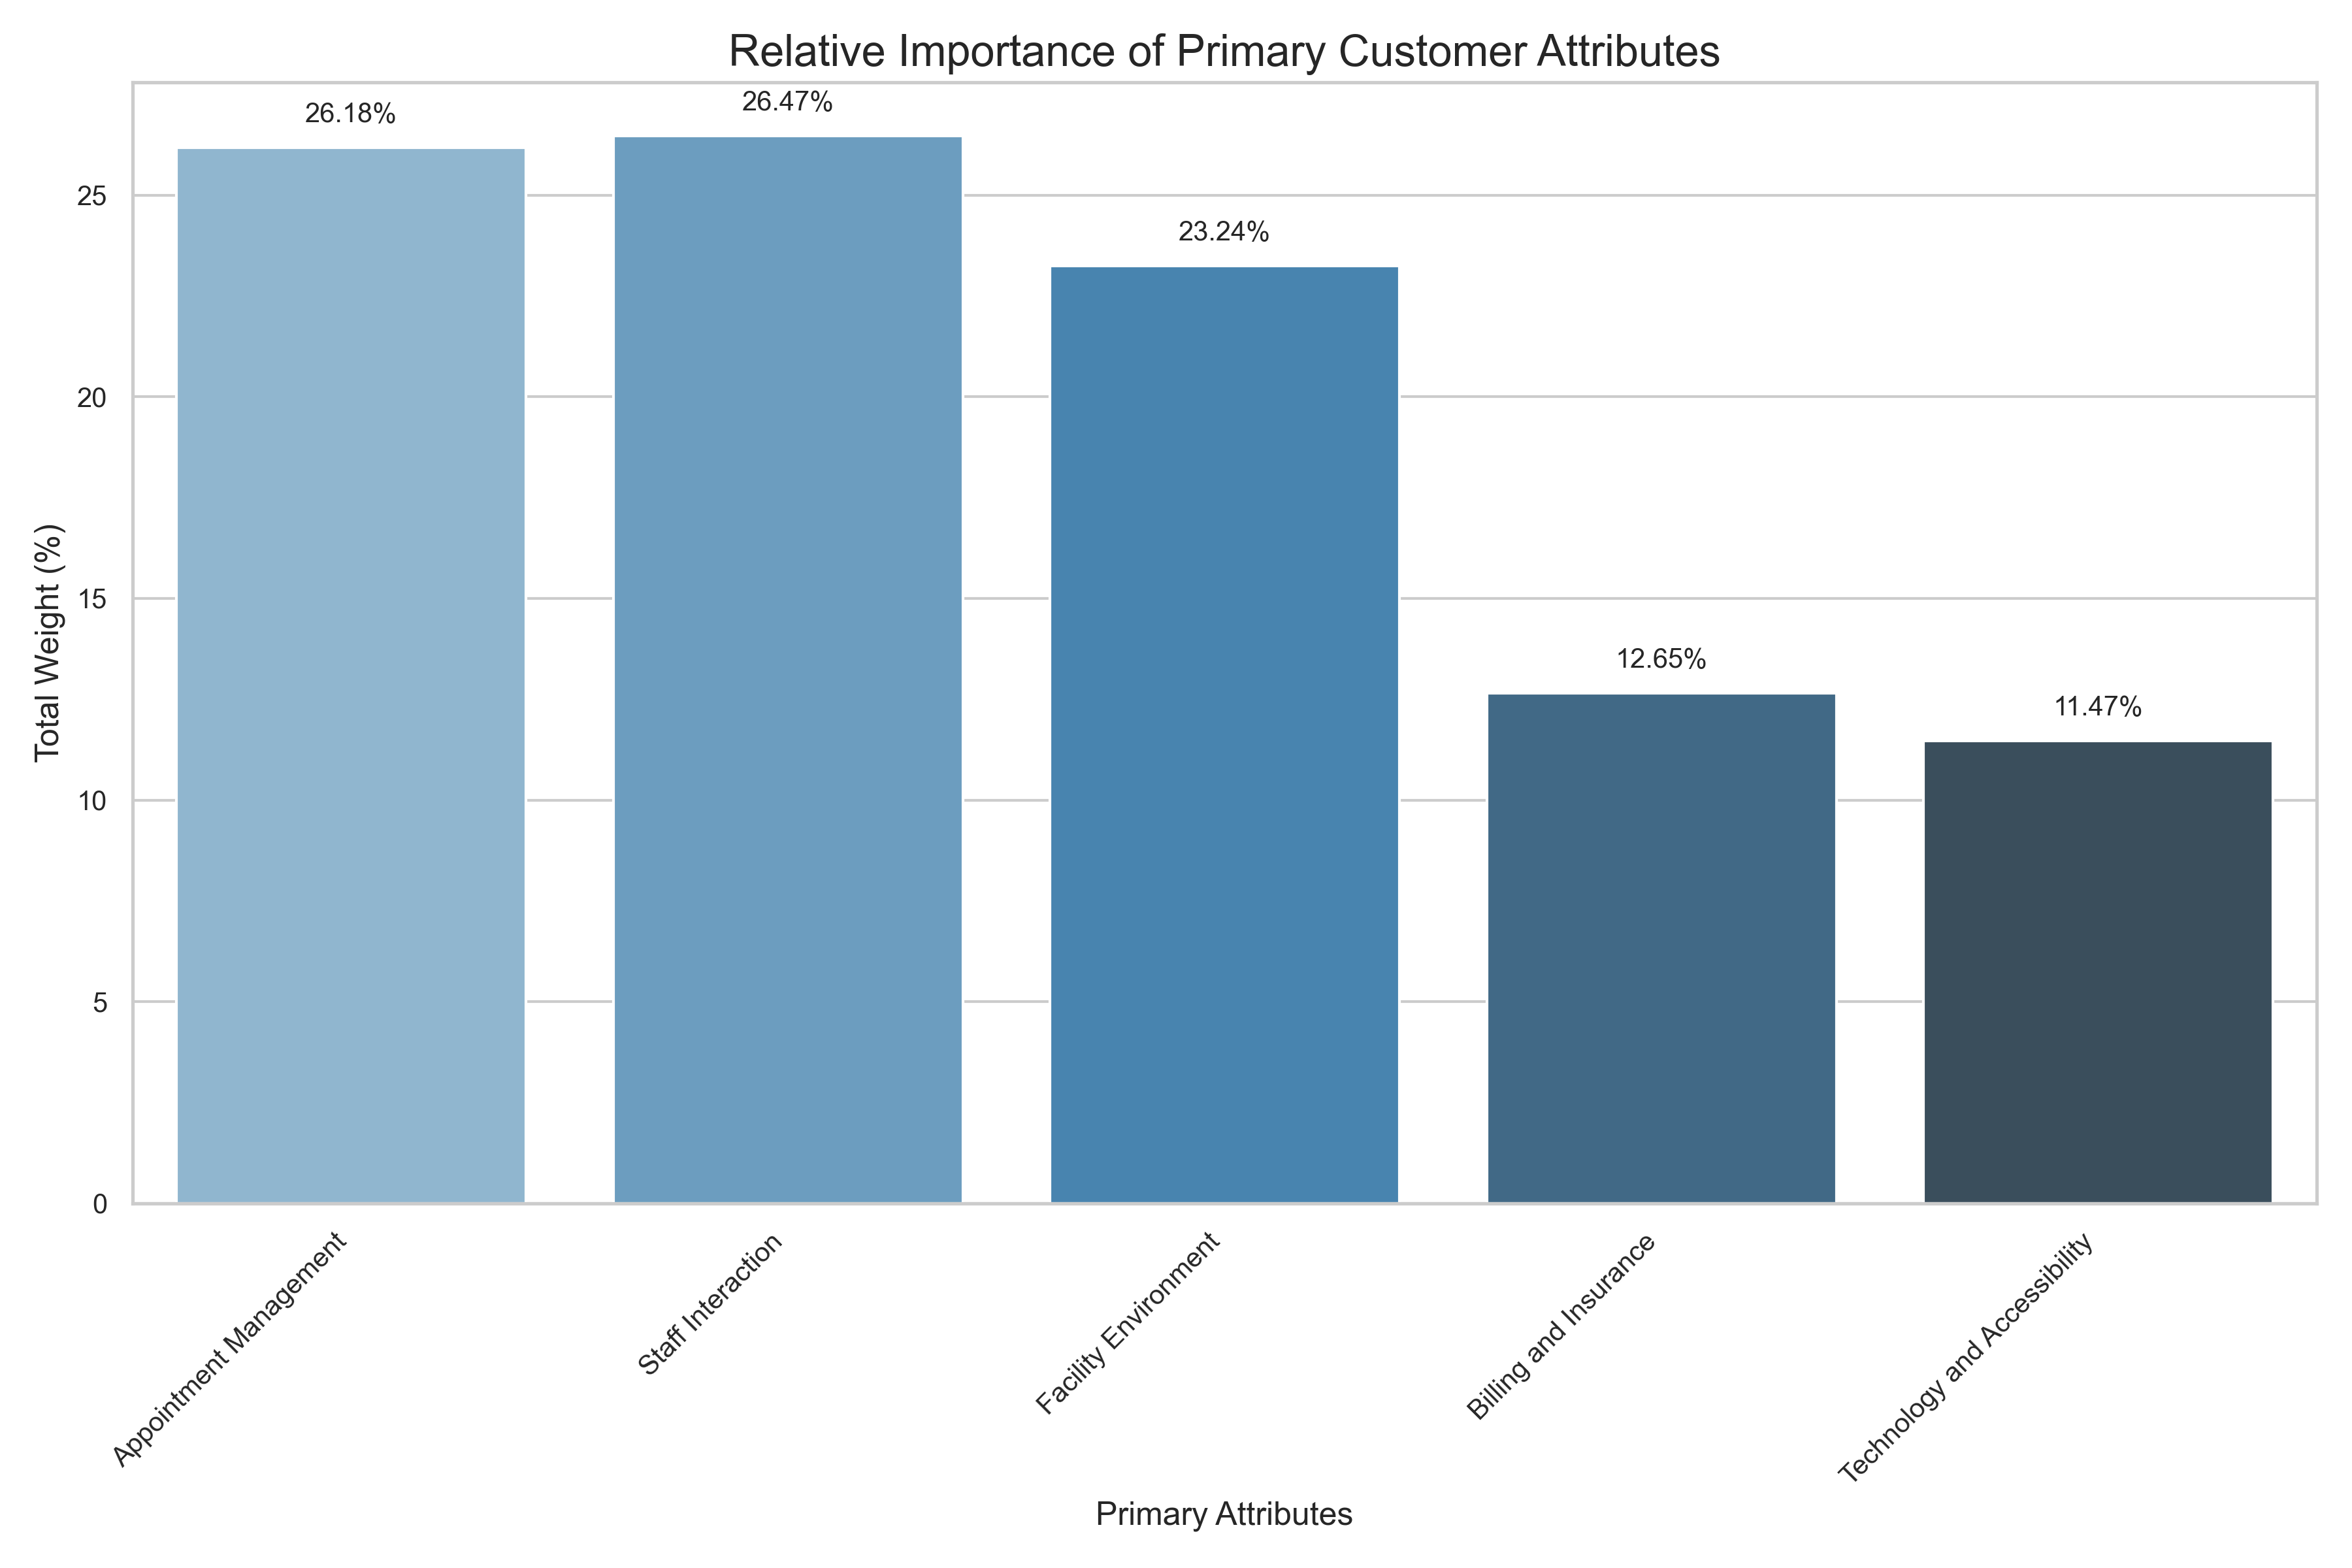 Relative Importance of Primary Customer Attributes
26.18%
26.47%
23.24%
12.65%
11.47%
25
20
15
10
5
0
Total Weight (%)
Appointment Management
Staff Interaction
Facility Environment
Billing and Insurance
Technology and Accessibility
Primary Attributes